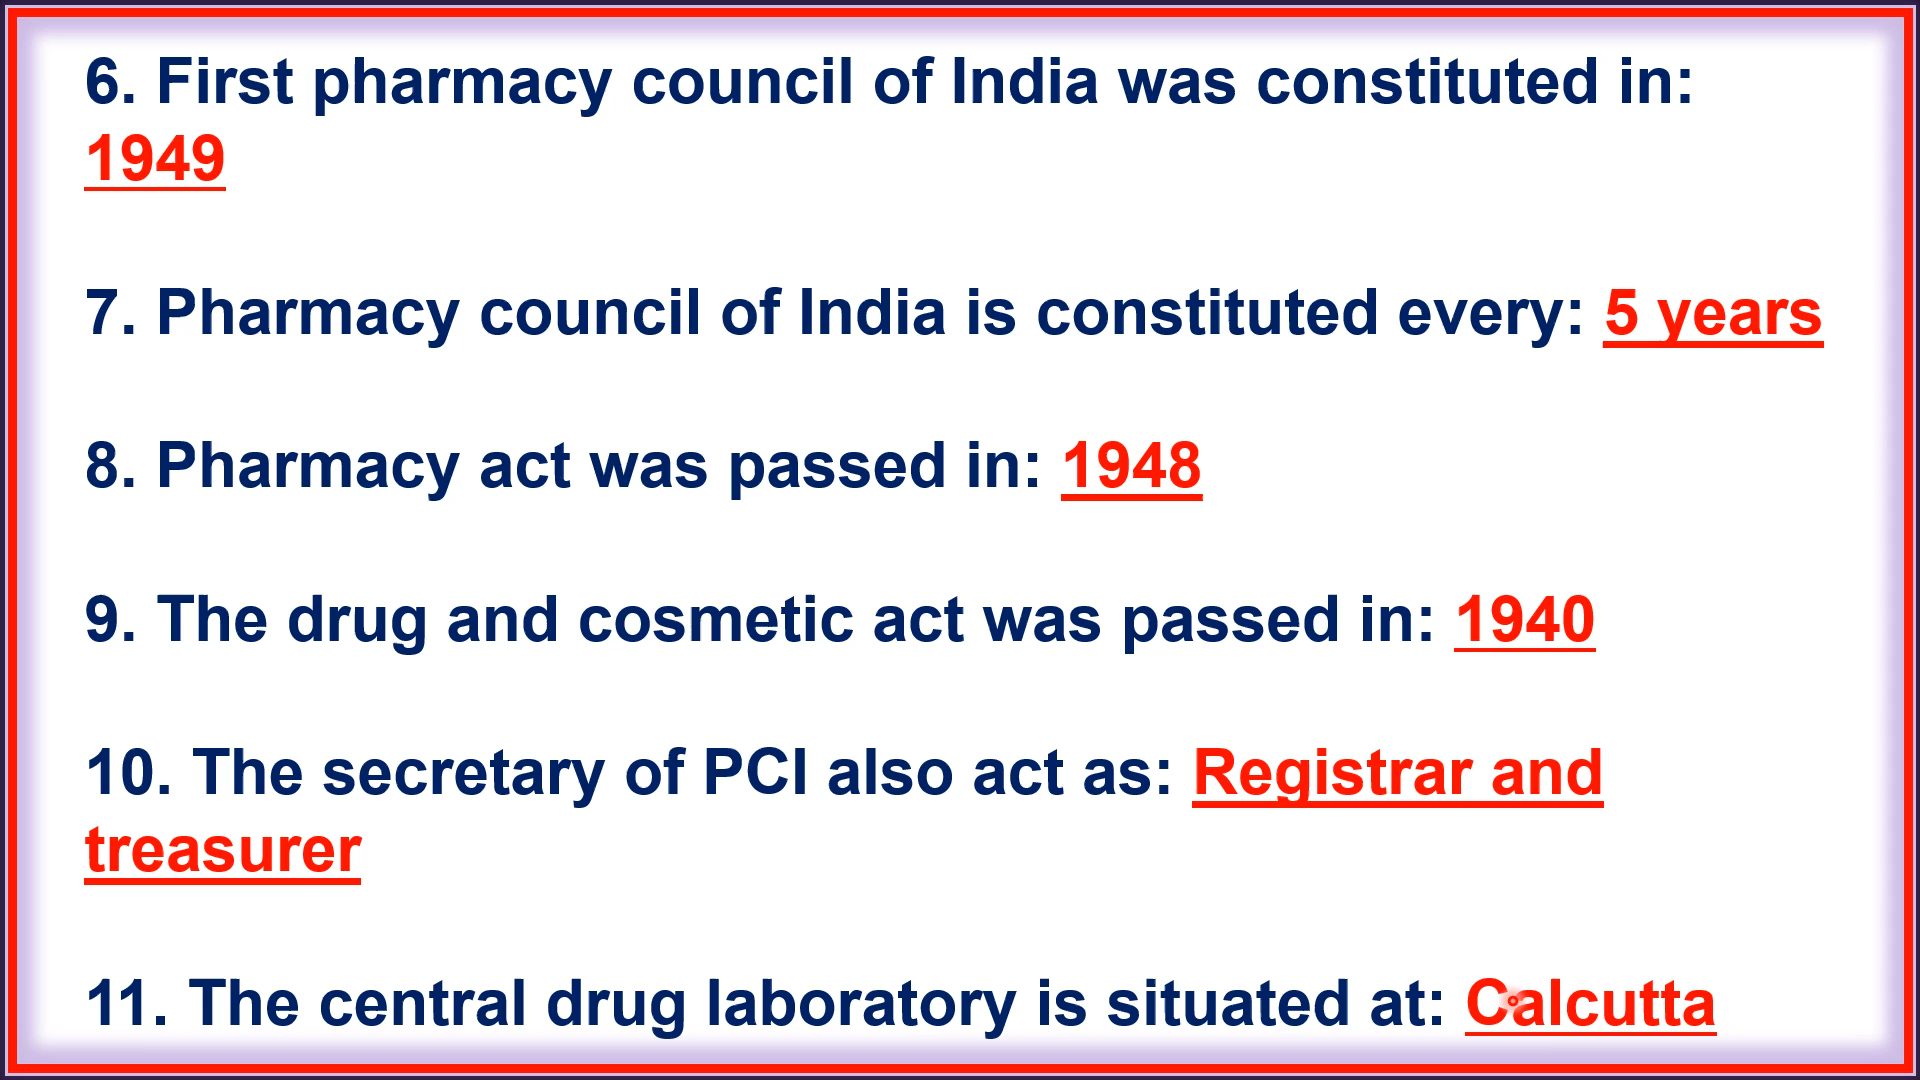 6. First pharmacy council of India was constituted in:
1949
7. Pharmacy council of India is constituted every: 5 years
8. Pharmacy act was passed in: 1948
9. The drug and cosmetic act was passed in: 1940
10. The secretary of PCI also act as: Registrar and
treasurer
11. The central drug laboratory is situated at: Calcutta